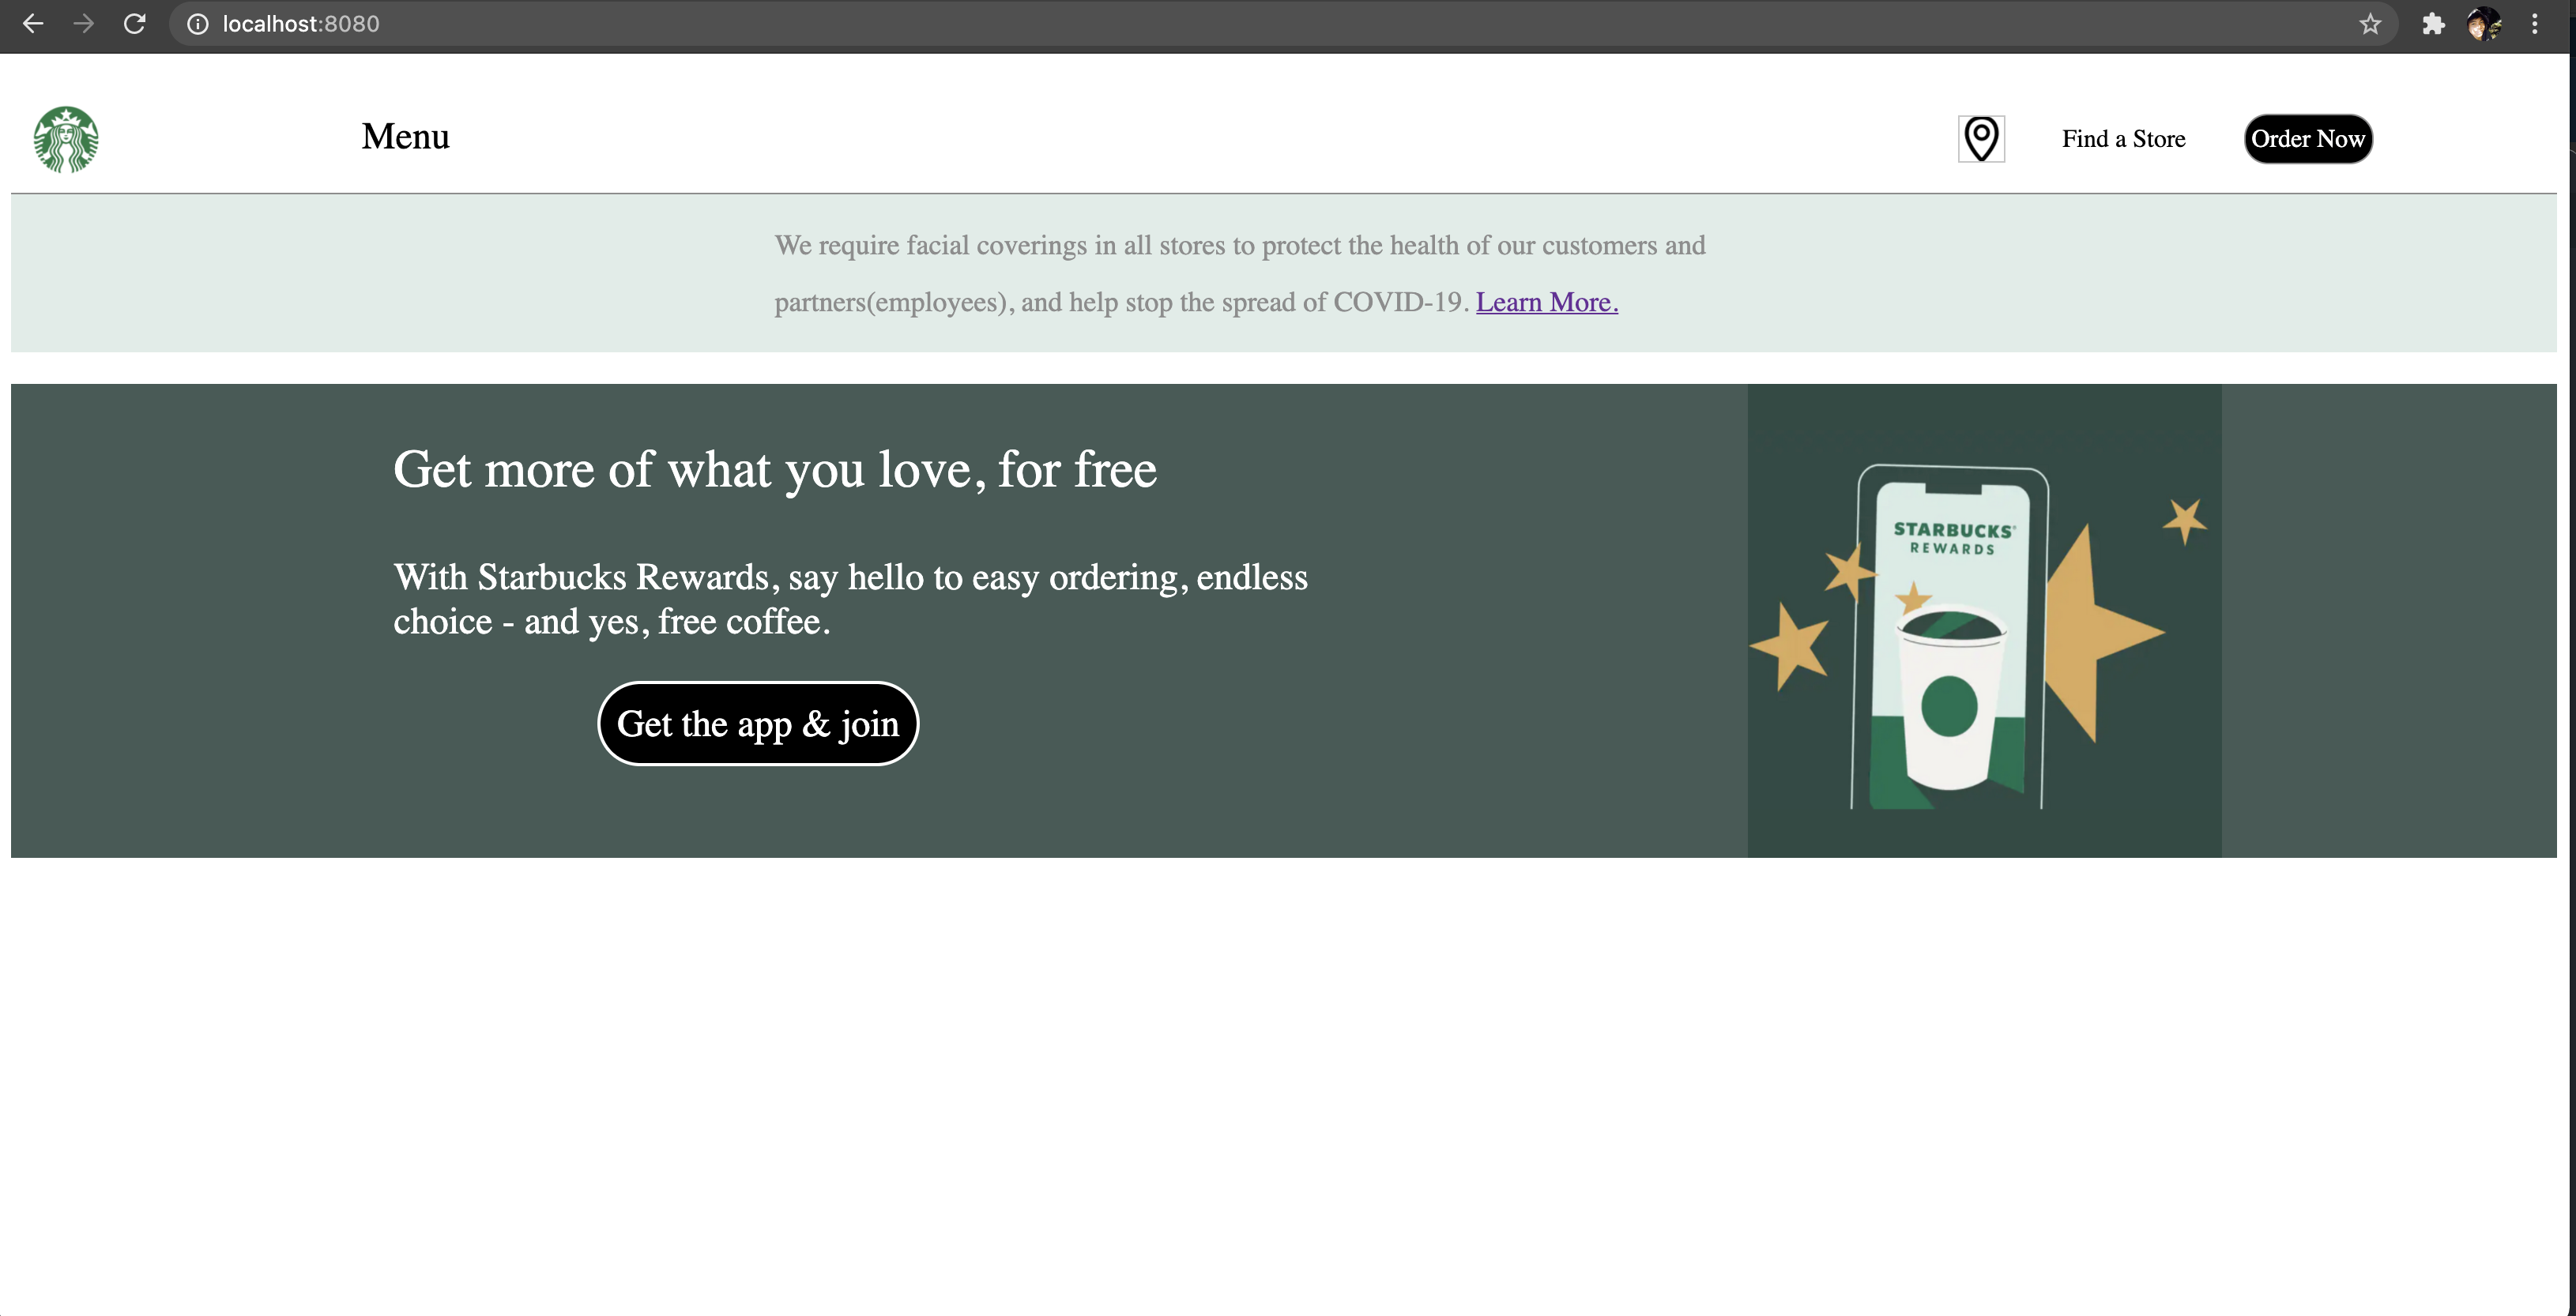 localhost:8080
Menu
Find a Store
Order Now
We require facial coverings in all stores to protect the health of our customers and
partners(employees), and help stop the spread of COVID-19. Learn More.
Get more of what you love, for free
With Starbucks Rewards, say hello to easy ordering, endless
choice - and yes, free coffee.
Get the app & join
STARBUCKS®
REWARDS